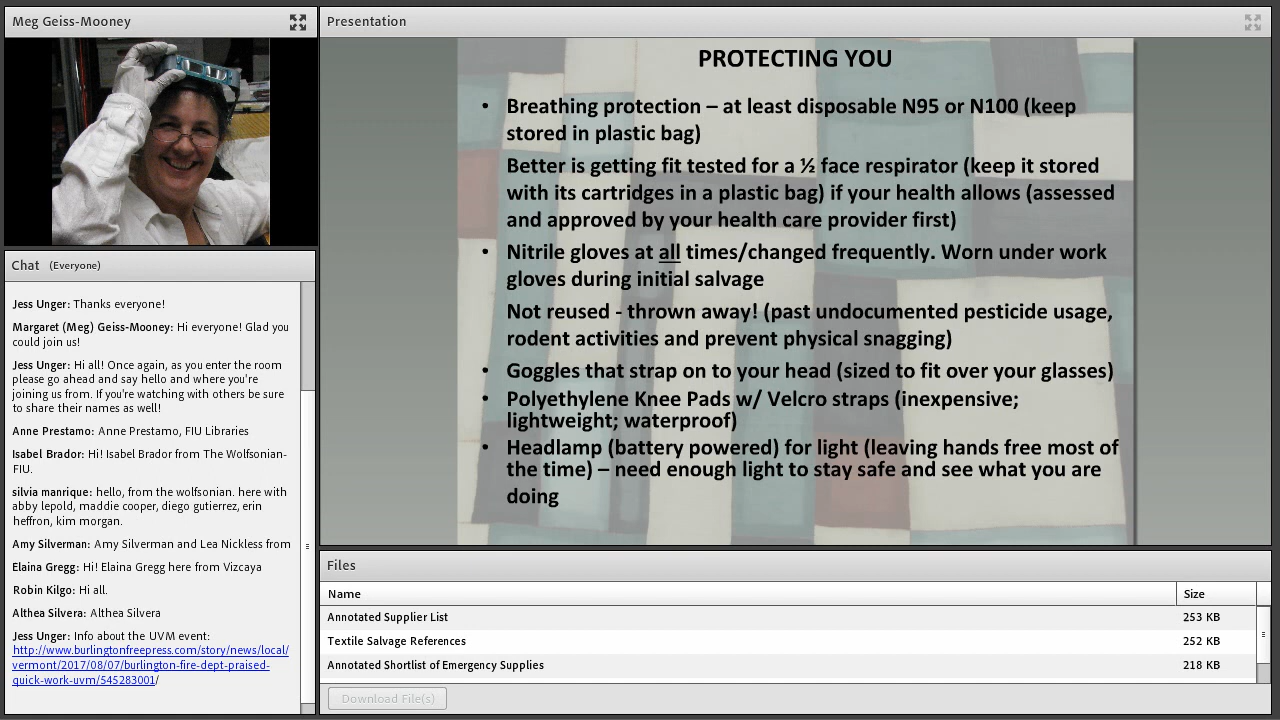 Meg Geiss-Mooney
Chat (Everyone)
Jess Unger: Thanks everyone!
Margaret (Meg) Geiss-Mooney: Hi everyone! Glad you
could join us!
Jess Unger: Hi all! Once again, as you enter the room
please go ahead and say hello and where you're
joining us from. If you're watching with others be sure
to share their names as well!
Anne Prestamo: Anne Prestamo, FIU Libraries
Isabel Brador: Hi! Isabel Brador from The Wolfsonian-
FIU.
silvia manrique: hello, from the wolfsonian. here with
abby lepold, maddie cooper, diego gutierrez, erin
heffron, kim morgan.
Amy Silverman: Amy Silverman and Lea Nickless from
Elaina Gregg: Hi! Elaina Gregg here from Vizcaya
Robin Kilgo: Hi all.
Althea Silvera: Althea Silvera
Jess Unger: Info about the UVM event:
http://www.burlingtonfreepress.com/story/news/local/
vermont/2017/08/07/burlington-fire-dept-praised-
quick-work-uvm/545283001/
Presentation
PROTECTING YOU
• Breathing protection – at least disposable N95 or N100 (keep
stored in plastic bag)
Better is getting fit tested for a ½ face respirator (keep it stored
with its cartridges in a plastic bag) if your health allows (assessed
and approved by your health care provider first)
• Nitrile gloves at all times/changed frequently. Worn under work
gloves during initial salvage
Not reused - thrown away! (past undocumented pesticide usage,
rodent activities and prevent physical snagging)
• Goggles that strap on to your head (sized to fit over your glasses)
• Polyethylene Knee Pads w/ Velcro straps (inexpensive;
lightweight; waterproof)
• Headlamp (battery powered) for light (leaving hands free most of
the time) – need enough light to stay safe and see what you are
doing
Files
Name Size
Annotated Supplier List 253 KB
Textile Salvage References 252 KB
Annotated Shortlist of Emergency Supplies 218 KB
Download File(s)